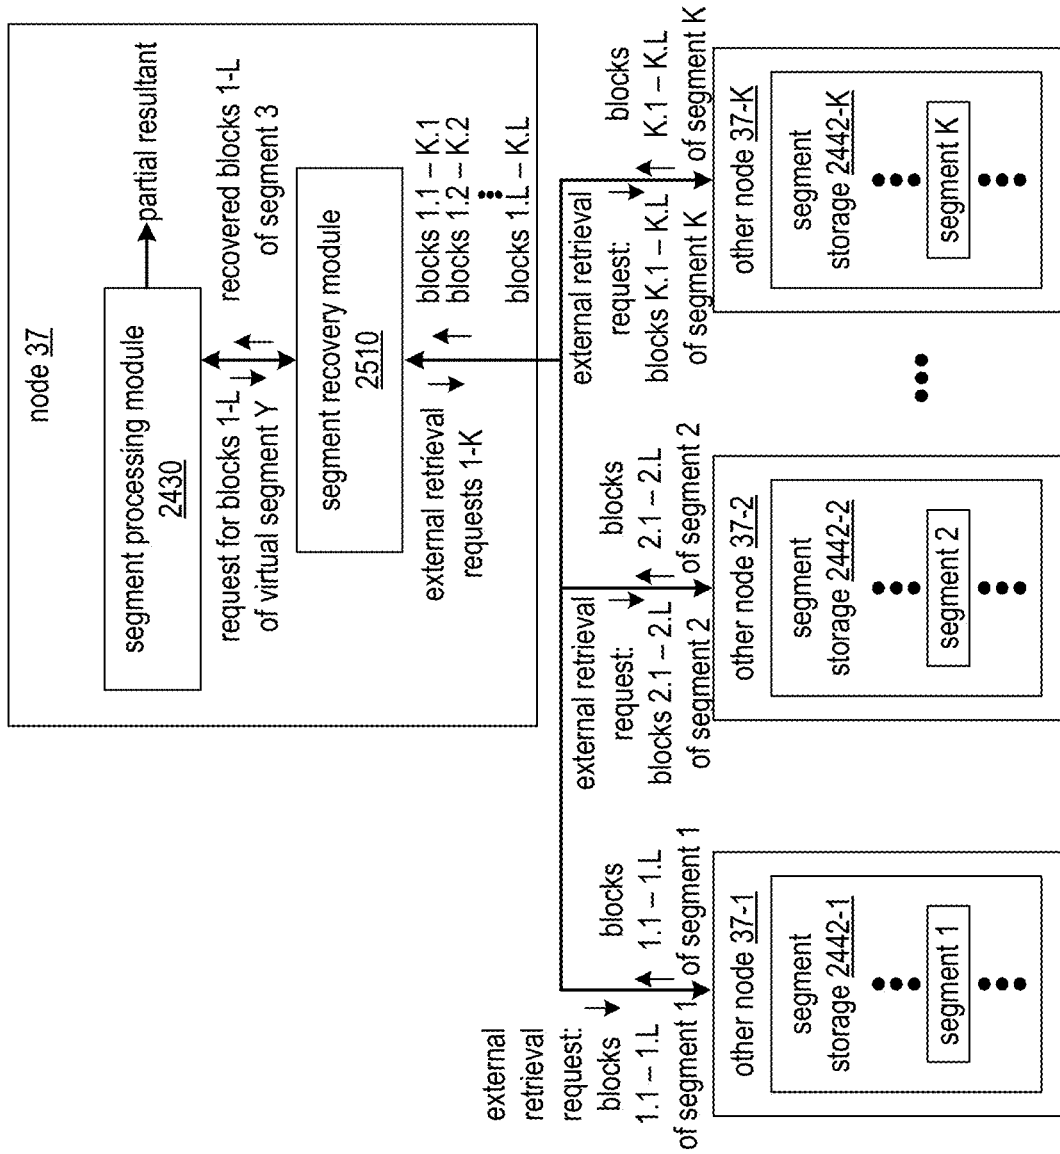 node 37
segment processing module
2430
partial resultant
request for blocks 1-L
of virtual segment Y
recovered blocks 1-L
of segment 3
segment recovery module
2510
external retrieval
requests 1-K
blocks 1.1 – K.1
blocks 1.2 – K.2
blocks 1.L – K.L
external
retrieval
request:
blocks
1.1 – 1.L
of segment 1
blocks
1.1 – 1.L
of segment 1
external retrieval
request:
blocks 2.1 – 2.L
of segment 2
blocks
2.1 – 2.L
of segment 2
external retrieval
request:
blocks K.1 – K.L
of segment K
blocks
K.1 – K.L
of segment K
other node 37-1
segment
storage 2442-1
segment 1
other node 37-2
segment
storage 2442-2
segment 2
other node 37-K
segment
storage 2442-K
segment K